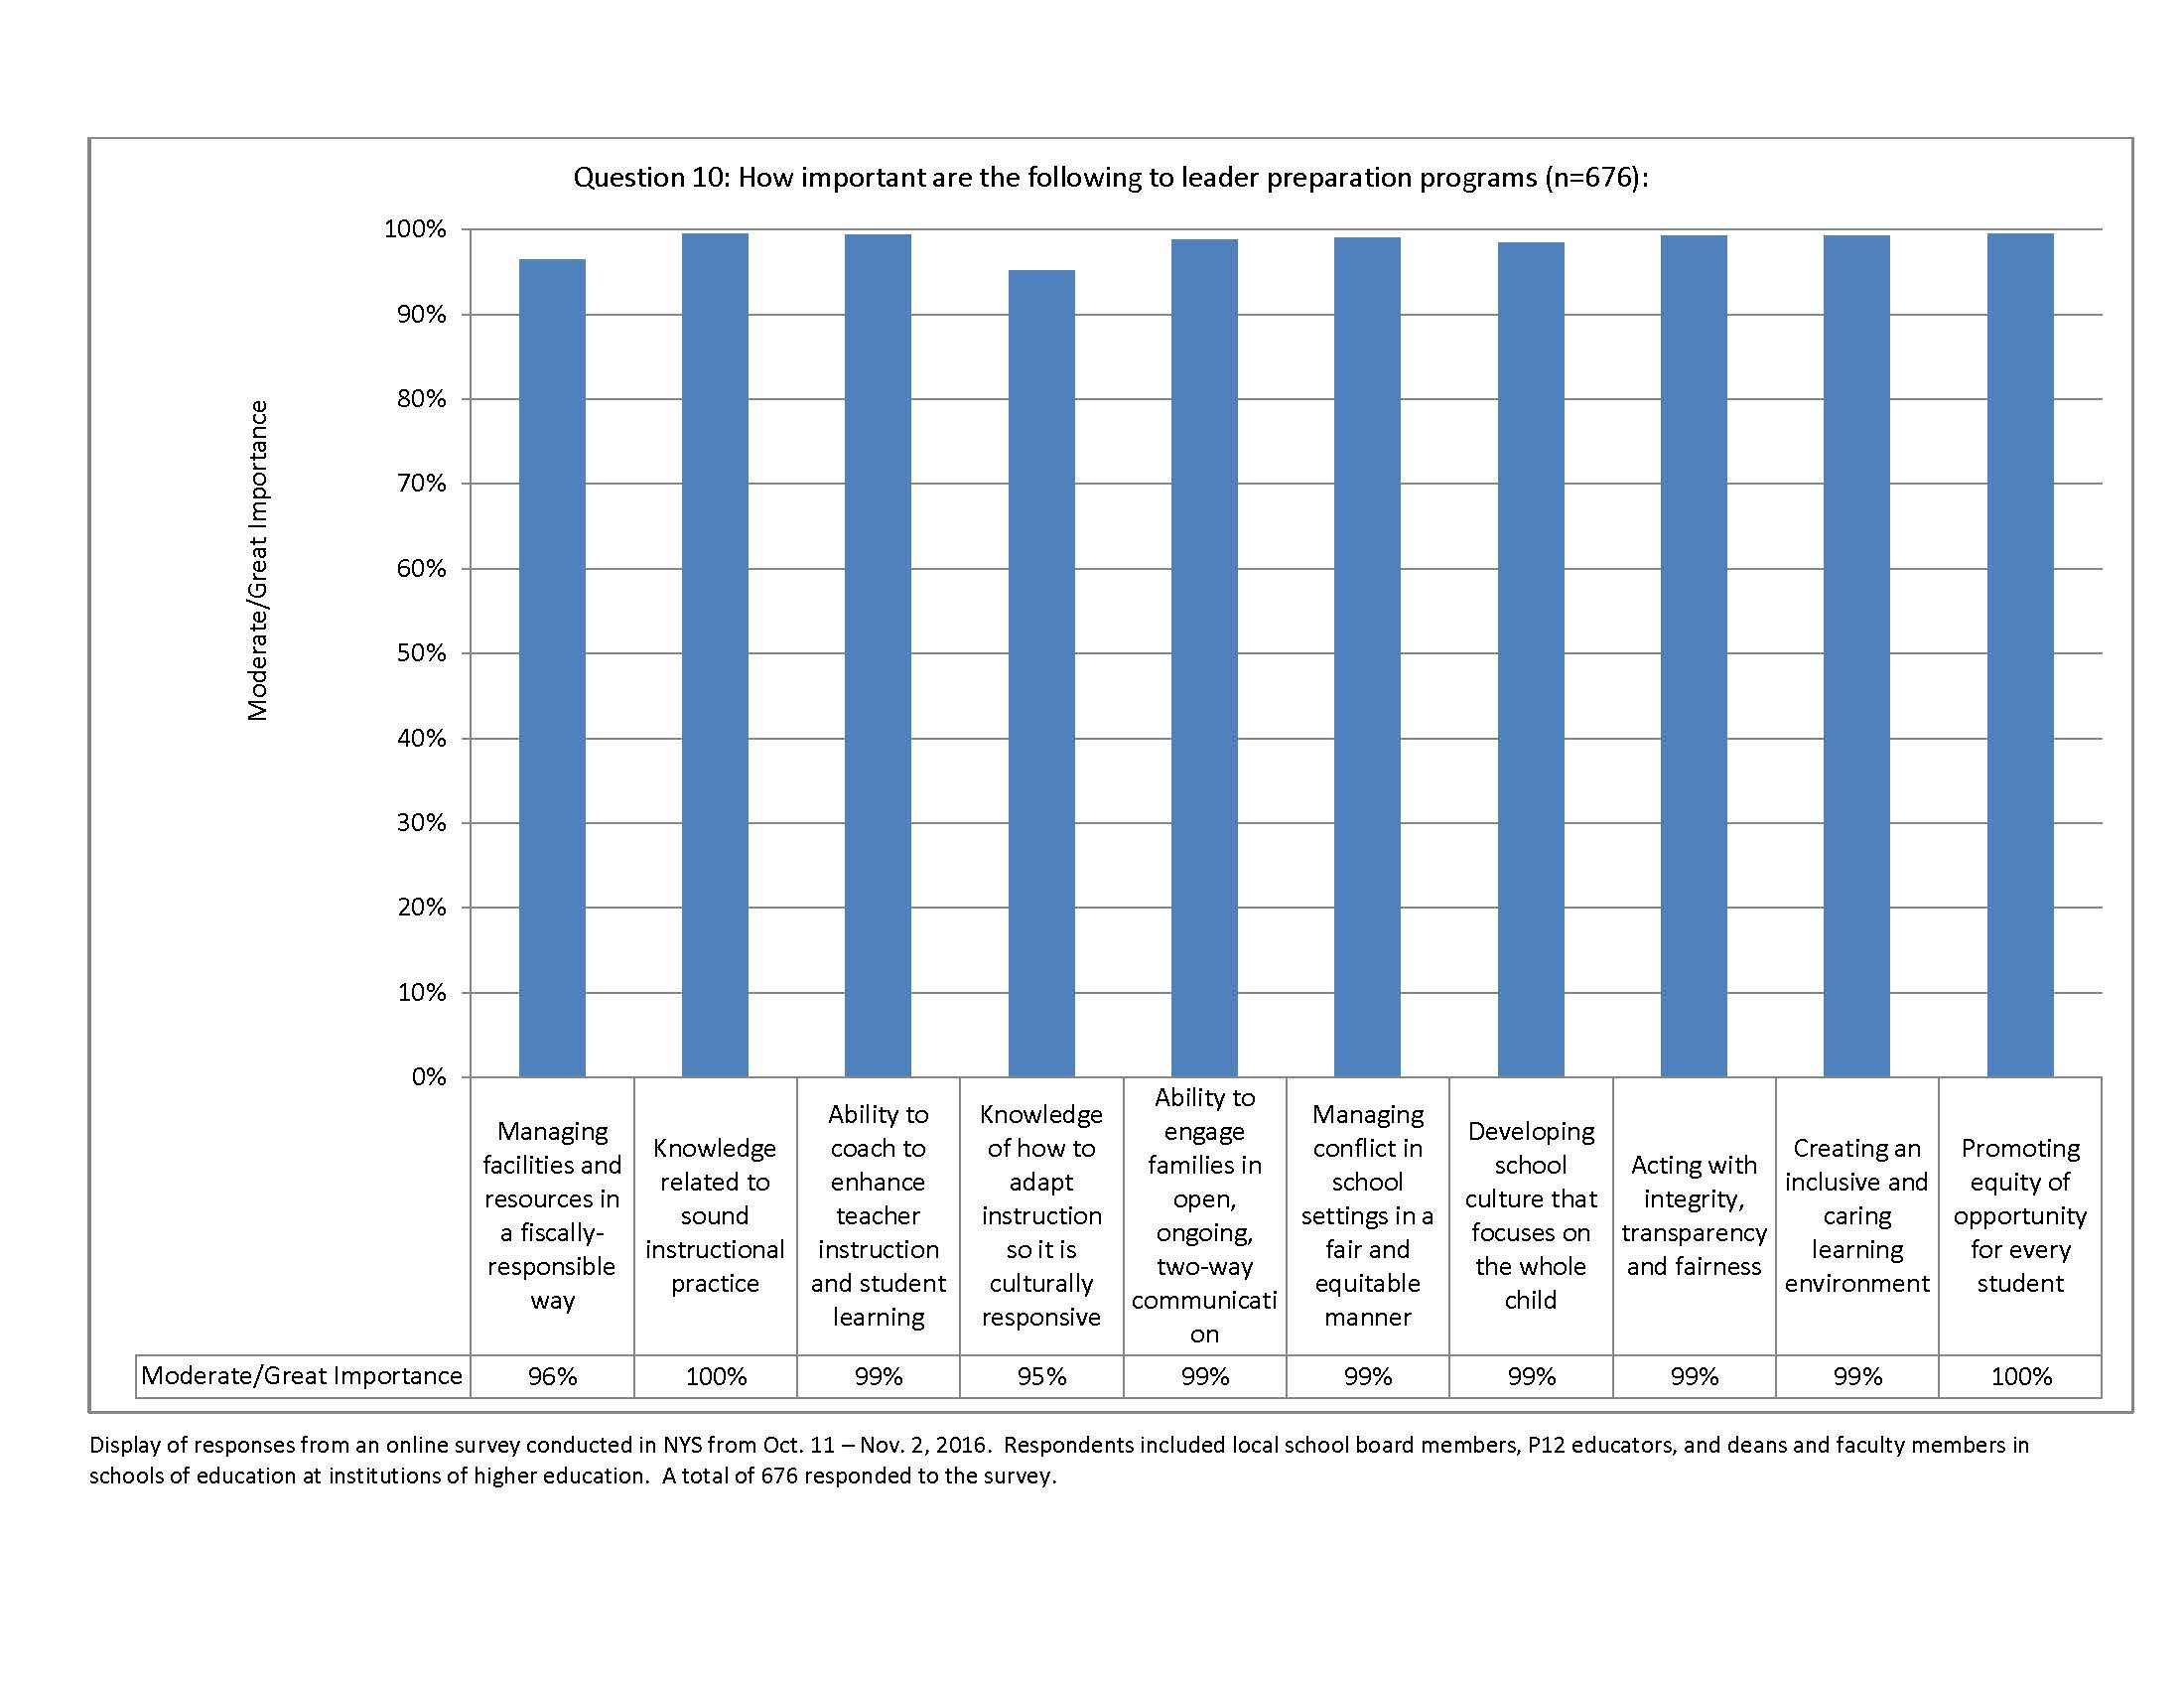 Question 10: How important are the following to leader preparation programs (n=676):
Moderate/Great Importance
100%
90%
80%
70%
60%
50%
40%
30%
20%
10%
0%
Managing
facilities and
resources in
a fiscally-
responsible
way
Knowledge
related to
sound
instructional
practice
Ability to
coach to
enhance
teacher
instruction
and student
learning
Knowledge
of how to
adapt
instruction
so it is
culturally
responsive
Ability to
engage
families in
open,
ongoing,
two-way
communicati
on
Managing
conflict in
school
settings in a
fair and
equitable
manner
Developing
school
culture that
focuses on
the whole
child
Acting with
integrity,
transparency
and fairness
Creating an
inclusive and
caring
learning
environment
Promoting
equity of
opportunity
for every
student
Moderate/Great Importance 96% 100% 99% 95% 99% 99% 99% 99% 99% 100%
Display of responses from an online survey conducted in NYS from Oct. 11 – Nov. 2, 2016.  Respondents included local school board members, P12 educators, and deans and faculty members in
schools of education at institutions of higher education.  A total of 676 responded to the survey.